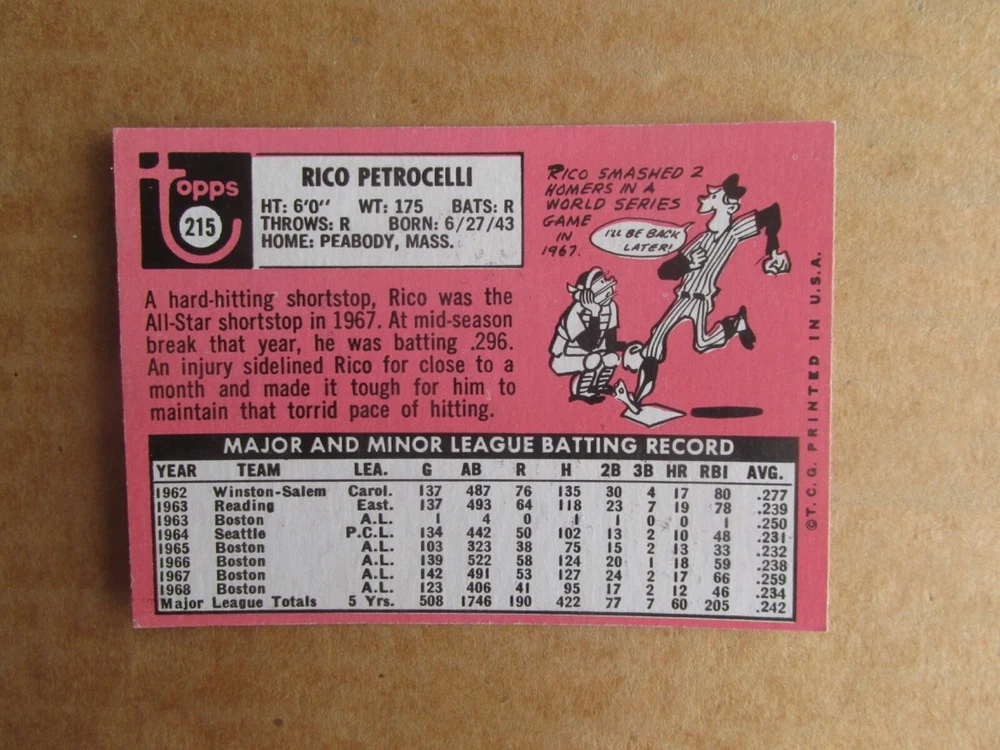 Topps
215
RICO PETROCELLI
HT: 6'0" WT: 175 BATS: R
THROWS: R BORN: 6/27/43
HOME: PEABODY, MASS.
RICO SMASHED 2
HOMERS IN A
WORLD SERIES
GAME
IN
1967.
I'LL BE BACK
LATER!
A hard-hitting shortstop, Rico was the
All-Star shortstop in 1967. At mid-season
break that year, he was batting .296.
An injury sidelined Rico for close to a
month and made it tough for him to
maintain that torrid pace of hitting.
MAJOR AND MINOR LEAGUE BATTING RECORD
YEAR TEAM LEA. G AB R H 2B 3B HR RBI AVG.
1962 Winston-Salem Carol. 137 487 76 135 30 4 17 80 .277
1963 Reading East. 137 493 64 118 23 7 19 78 .239
1963 Boston A.L. 1 4 0 1 1 0 0 1 .250
1964 Seattle P.C.L. 134 442 50 102 13 2 10 48 .231
1965 Boston A.L. 103 323 38 75 15 2 13 33 .232
1966 Boston A.L. 139 522 58 124 20 1 18 59 .238
1967 Boston A.L. 142 491 53 127 24 2 17 66 .259
1968 Boston A.L. 123 406 41 95 17 2 12 46 .234
Major League Totals 5 Yrs. 508 1746 190 422 77 7 60 205 .242
©T.C.G. PRINTED IN U.S.A.